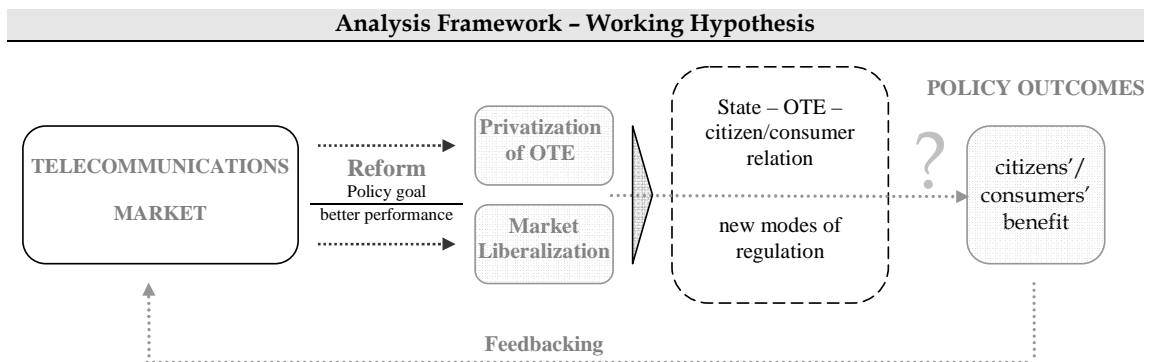 Analysis Framework – Working Hypothesis
TELECOMMUNICATIONS
MARKET
Reform
Policy goal
better performance
Privatization
of OTE
Market
Liberalization
State – OTE –
citizen/consumer
relation
new modes of
regulation
?
POLICY OUTCOMES
citizens’/
consumers’
benefit
Feedbacking